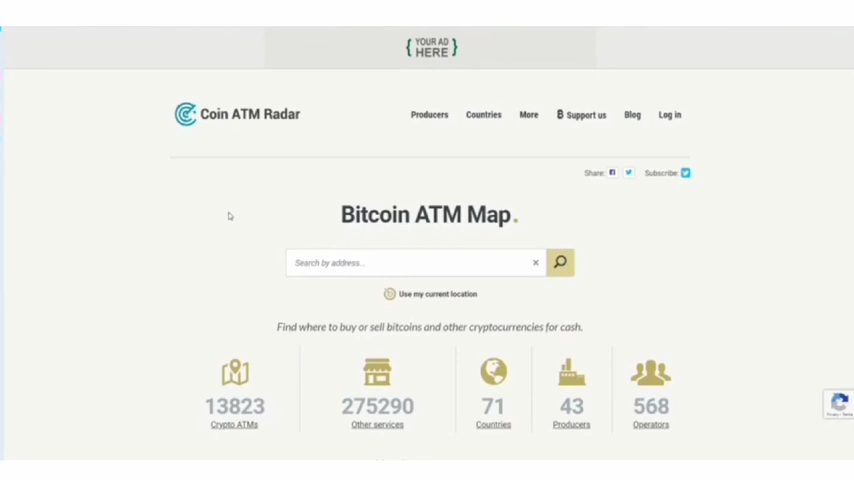 { YOUR AD HERE }
Coin ATM Radar
Producers Countries More Support us Blog Log in
Share: Subscribe:
Bitcoin ATM Map.
Search by address... ×
Use my current location
Find where to buy or sell bitcoins and other cryptocurrencies for cash.
13823 275290 71 43 568
Crypto ATMs Other services Countries Producers Operators